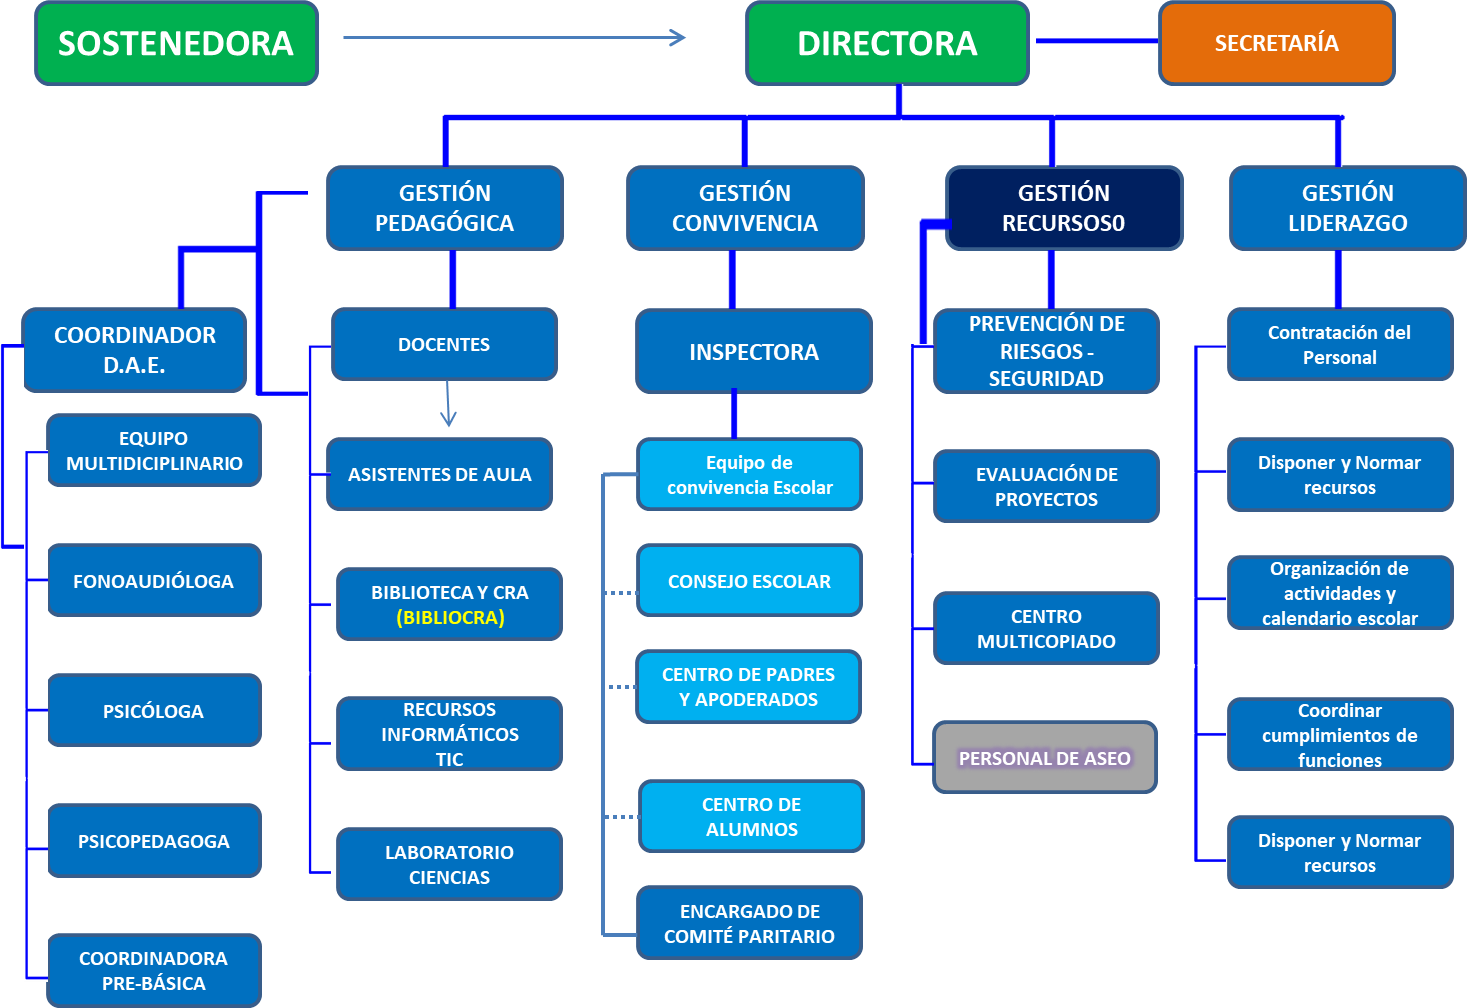 SOSTENEDORA
DIRECTORA
SECRETARÍA
GESTIÓN
PEDAGÓGICA
GESTIÓN
CONVIVENCIA
GESTIÓN
RECURSOS0
GESTIÓN
LIDERAZGO
COORDINADOR
D.A.E.
EQUIPO
MULTIDICIPLINARIO
FONOAUDIÓLOGA
PSICÓLOGA
PSICOPEDAGOGA
COORDINADORA
PRE-BÁSICA
DOCENTES
ASISTENTES DE AULA
BIBLIOTECA Y CRA
(BIBLIOCRA)
RECURSOS
INFORMÁTICOS
TIC
LABORATORIO
CIENCIAS
INSPECTORA
Equipo de
convivencia Escolar
CONSEJO ESCOLAR
CENTRO DE PADRES
Y APODERADOS
CENTRO DE
ALUMNOS
ENCARGADO DE
COMITÉ PARITARIO
PREVENCIÓN DE
RIESGOS -
SEGURIDAD
EVALUACIÓN DE
PROYECTOS
CENTRO
MULTICOPIADO
PERSONAL DE ASEO
Contratación del
Personal
Disponer y Normar
recursos
Organización de
actividades y
calendario escolar
Coordinar
cumplimientos de
funciones
Disponer y Normar
recursos